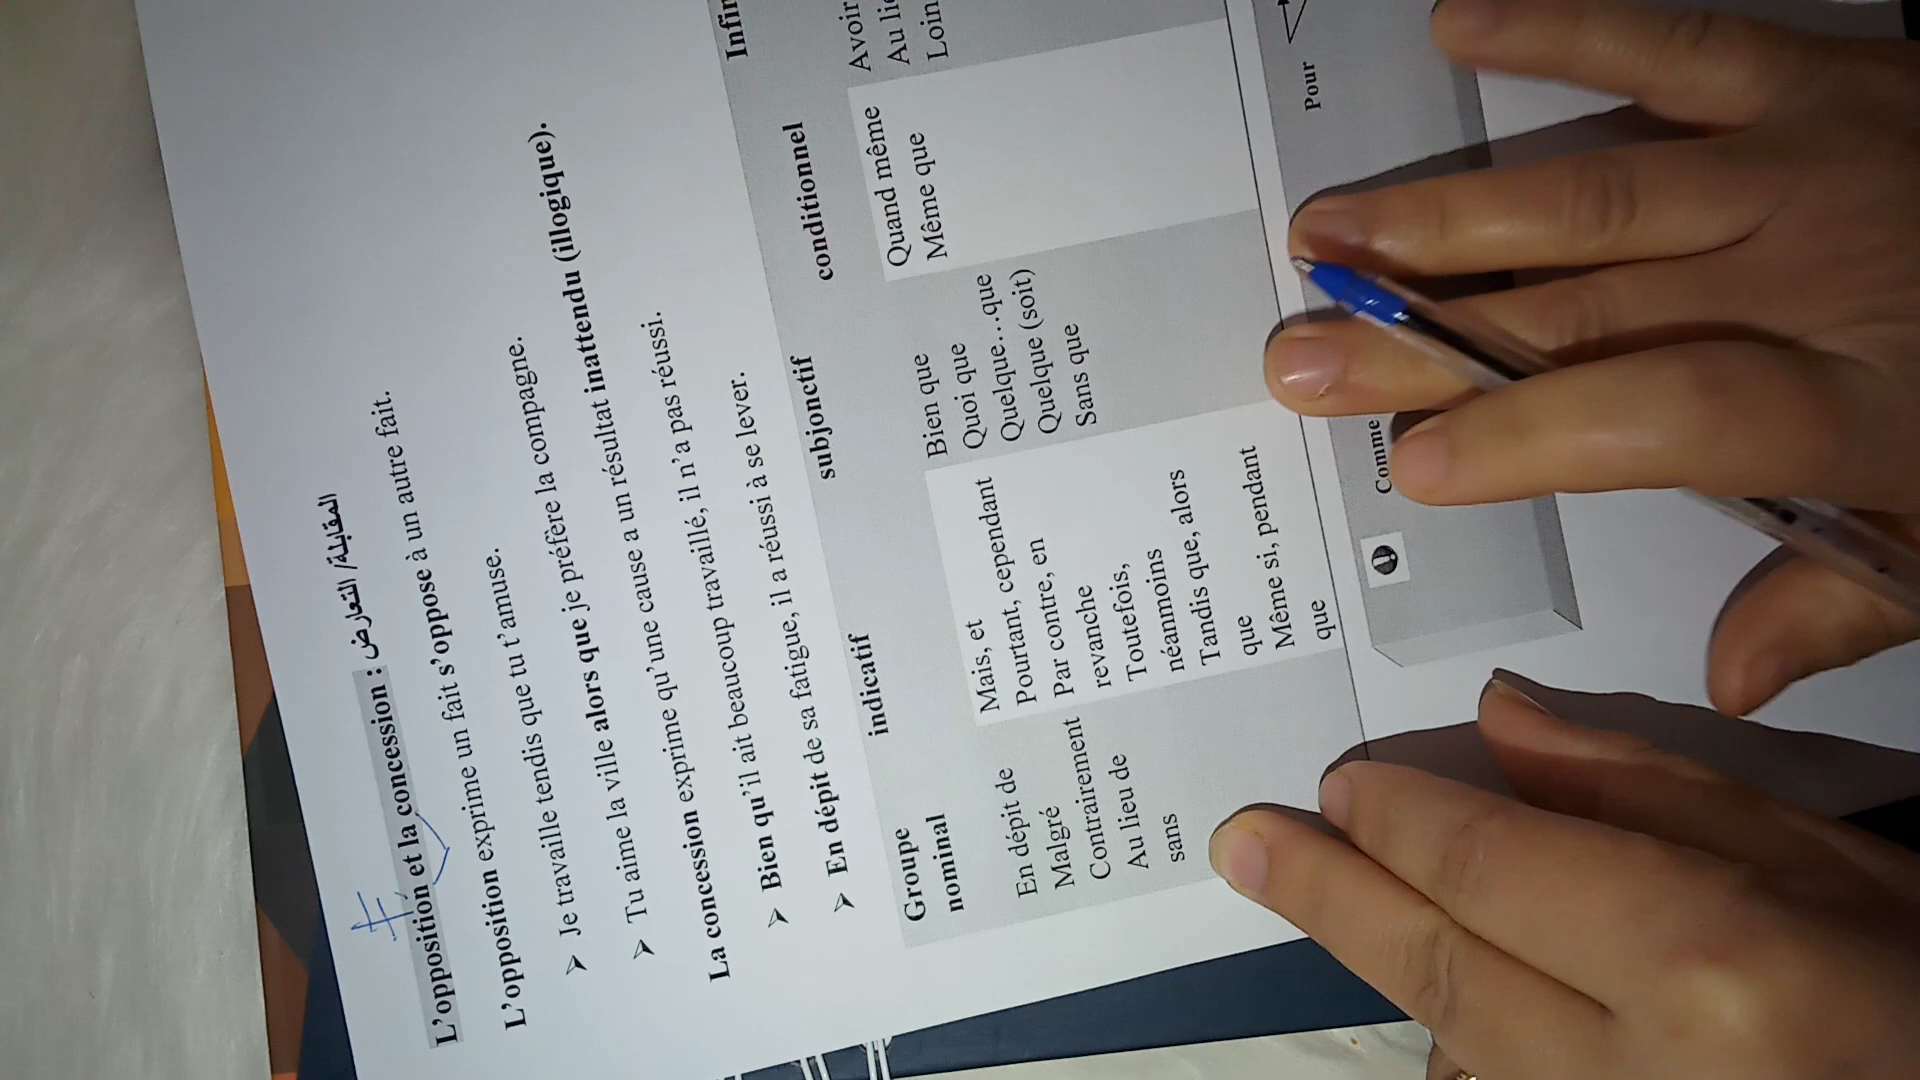 L'opposition et la concession : المقابلة/ التعارض
L'opposition exprime un fait s'oppose à un autre fait.
➤ Je travaille tendis que tu t'amuse.
➤ Tu aime la ville alors que je préfère la compagne.
La concession exprime qu'une cause a un résultat inattendu (illogique).
➤ Bien qu'il ait beaucoup travaillé, il n'a pas réussi.
➤ En dépit de sa fatigue, il a réussi à se lever.
Groupe nominal
En dépit de
Malgré
Contrairement
Au lieu de
sans
indicatif
Mais, et
Pourtant, cependant
Par contre, en
revanche
Toutefois,
néanmoins
Tandis que, alors
que
Même si, pendant
que
subjonctif
Bien que
Quoi que
Quelque…que
Quelque (soit)
Sans que
conditionnel
Quand même
Même que
Avoir
Loin
Comme
Pour